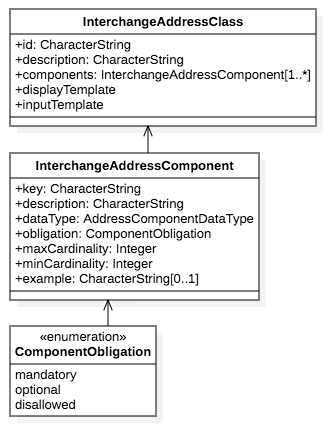 InterchangeAddressClass
+id: CharacterString
+description: CharacterString
+components: InterchangeAddressComponent[1..*]
+displayTemplate
+inputTemplate
InterchangeAddressComponent
+key: CharacterString
+description: CharacterString
+dataType: AddressComponentDataType
+obligation: ComponentObligation
+maxCardinality: Integer
+minCardinality: Integer
+example: CharacterString[0..1]
«enumeration»
ComponentObligation
mandatory
optional
disallowed